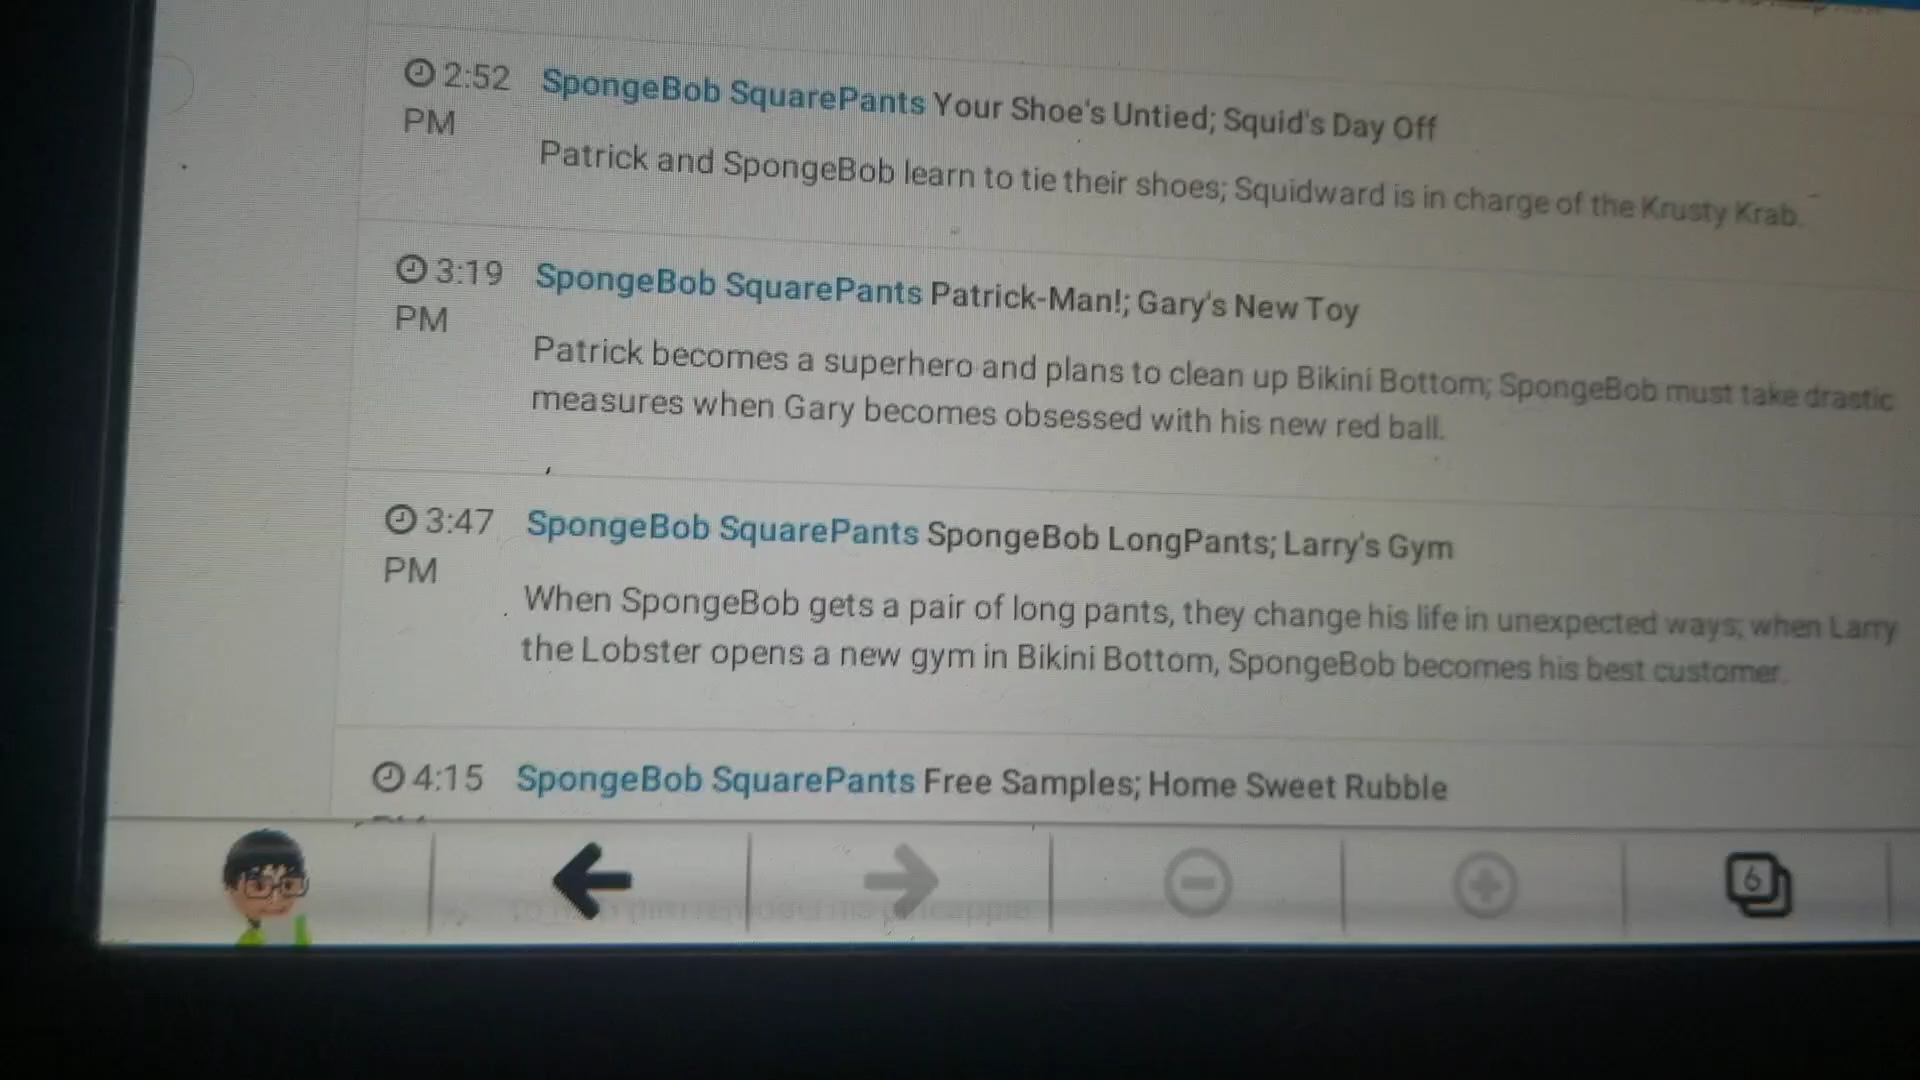 2:52 PM
SpongeBob SquarePants Your Shoe's Untied; Squid's Day Off
Patrick and SpongeBob learn to tie their shoes; Squidward is in charge of the Krusty Krab.
3:19 PM
SpongeBob SquarePants Patrick-Man!; Gary's New Toy
Patrick becomes a superhero and plans to clean up Bikini Bottom; SpongeBob must take drastic
measures when Gary becomes obsessed with his new red ball.
3:47 PM
SpongeBob SquarePants SpongeBob LongPants; Larry's Gym
When SpongeBob gets a pair of long pants, they change his life in unexpected ways; when Larry
the Lobster opens a new gym in Bikini Bottom, SpongeBob becomes his best customer.
4:15
SpongeBob SquarePants Free Samples; Home Sweet Rubble
6